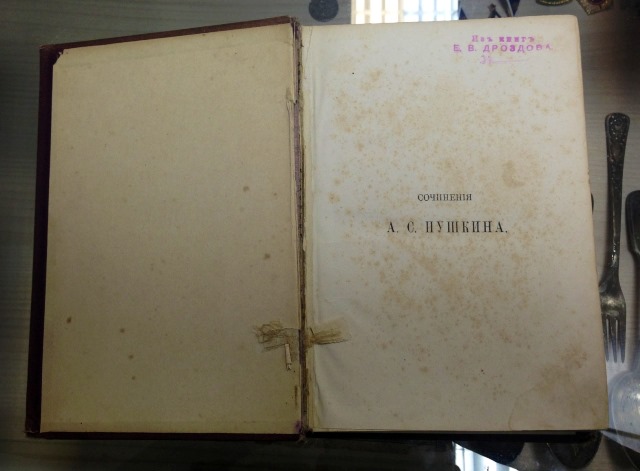 Изъ книгъ
Е. В. ДРОЗДОВА
СОЧИНЕНІЯ
А. С. ПУШКИНА.